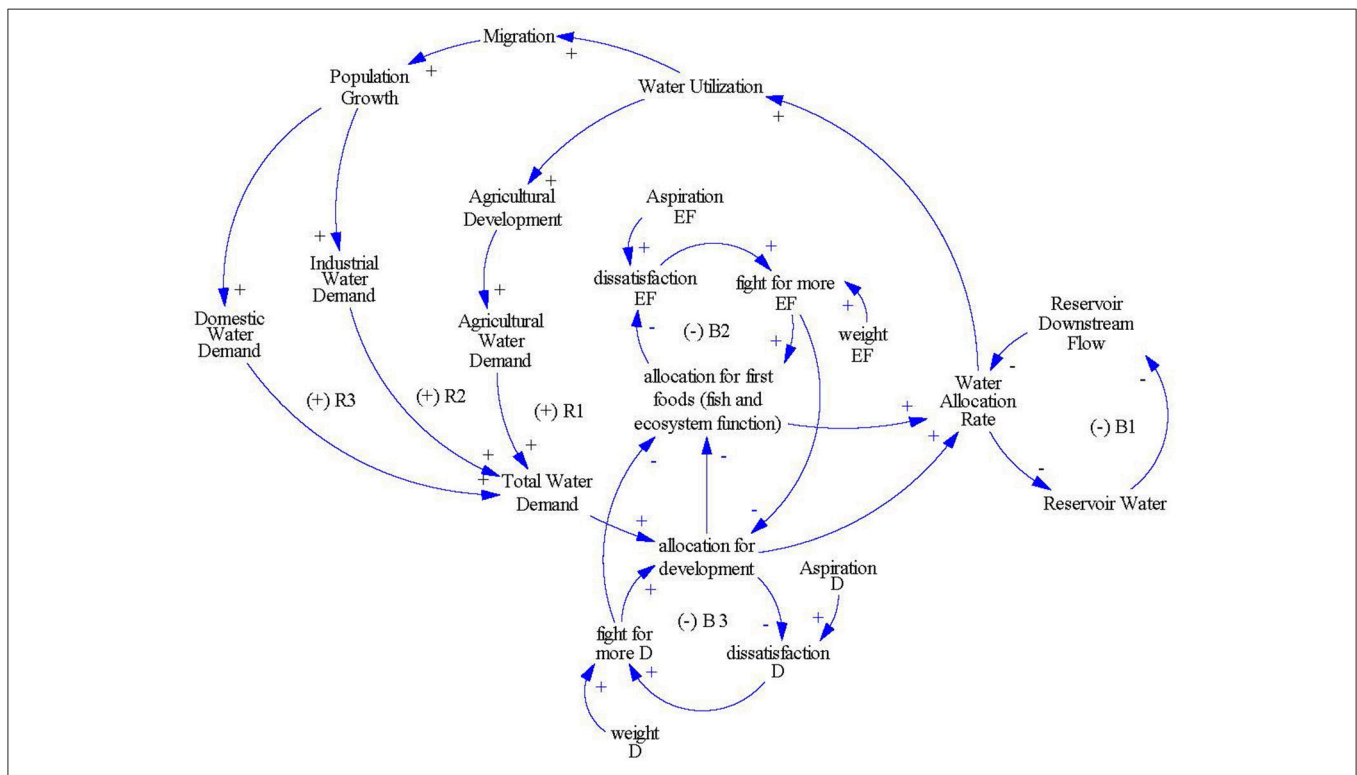 Migration
+
+
Population
Growth
Water Utilization
+
Agricultural
Development
+
Aspiration
EF
+
dissatisfaction
EF
+
fight for more
EF
+
weight
EF
+
Industrial
Water
Demand
+
Domestic
Water
Demand
+
Agricultural
Water
Demand
-
(-) B2
+
allocation for first
foods (fish and
ecosystem function)
Reservoir
Downstream
Flow
-
Water
Allocation
Rate
-
(-) B1
+
+
-
Reservoir Water
(+) R3
(+) R2
(+) R1
+
+
+
Total Water
Demand
-
-
+
-
allocation for
development
+
-
Aspiration
D
+
(-) B 3
fight for
more D
dissatisfaction
D
+
+
weight
D